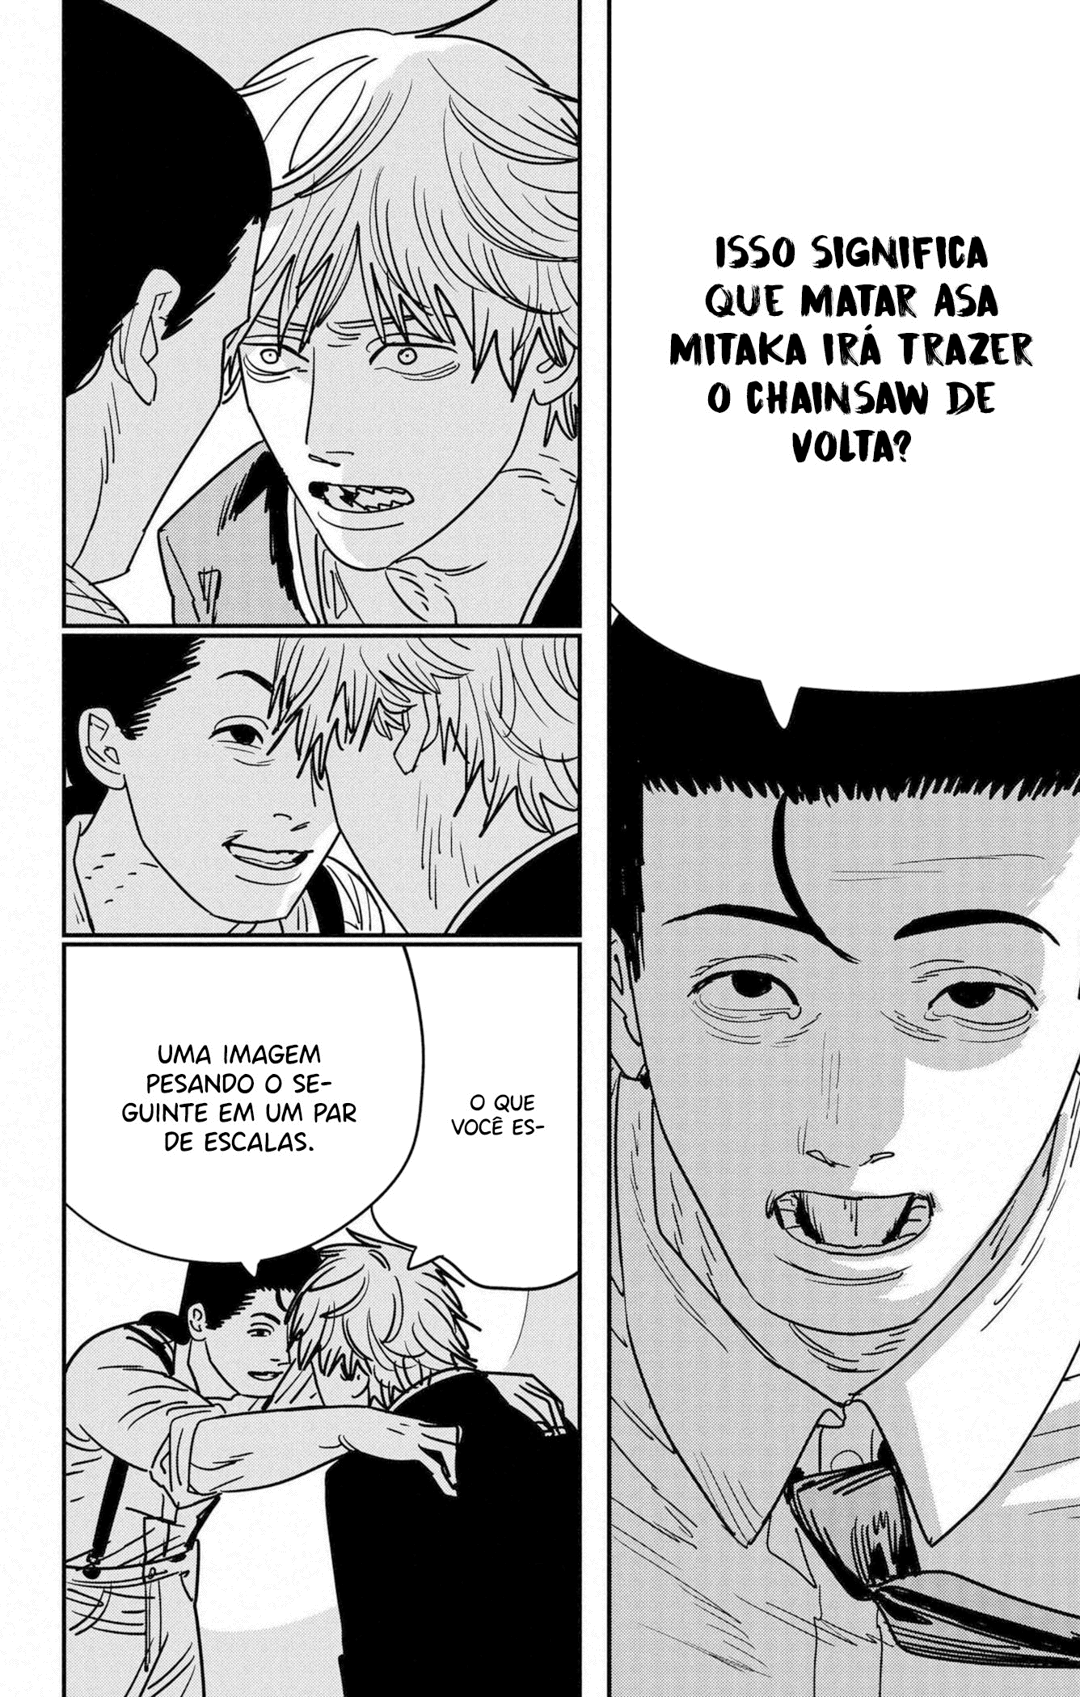 ISSO SIGNIFICA
QUE MATAR ASA
MITAKA IRÁ TRAZER
O CHAINSAW DE
VOLTA?
O QUE
VOCÊ ES-
UMA IMAGEM
PESANDO O SE-
GUINTE EM UM PAR
DE ESCALAS.